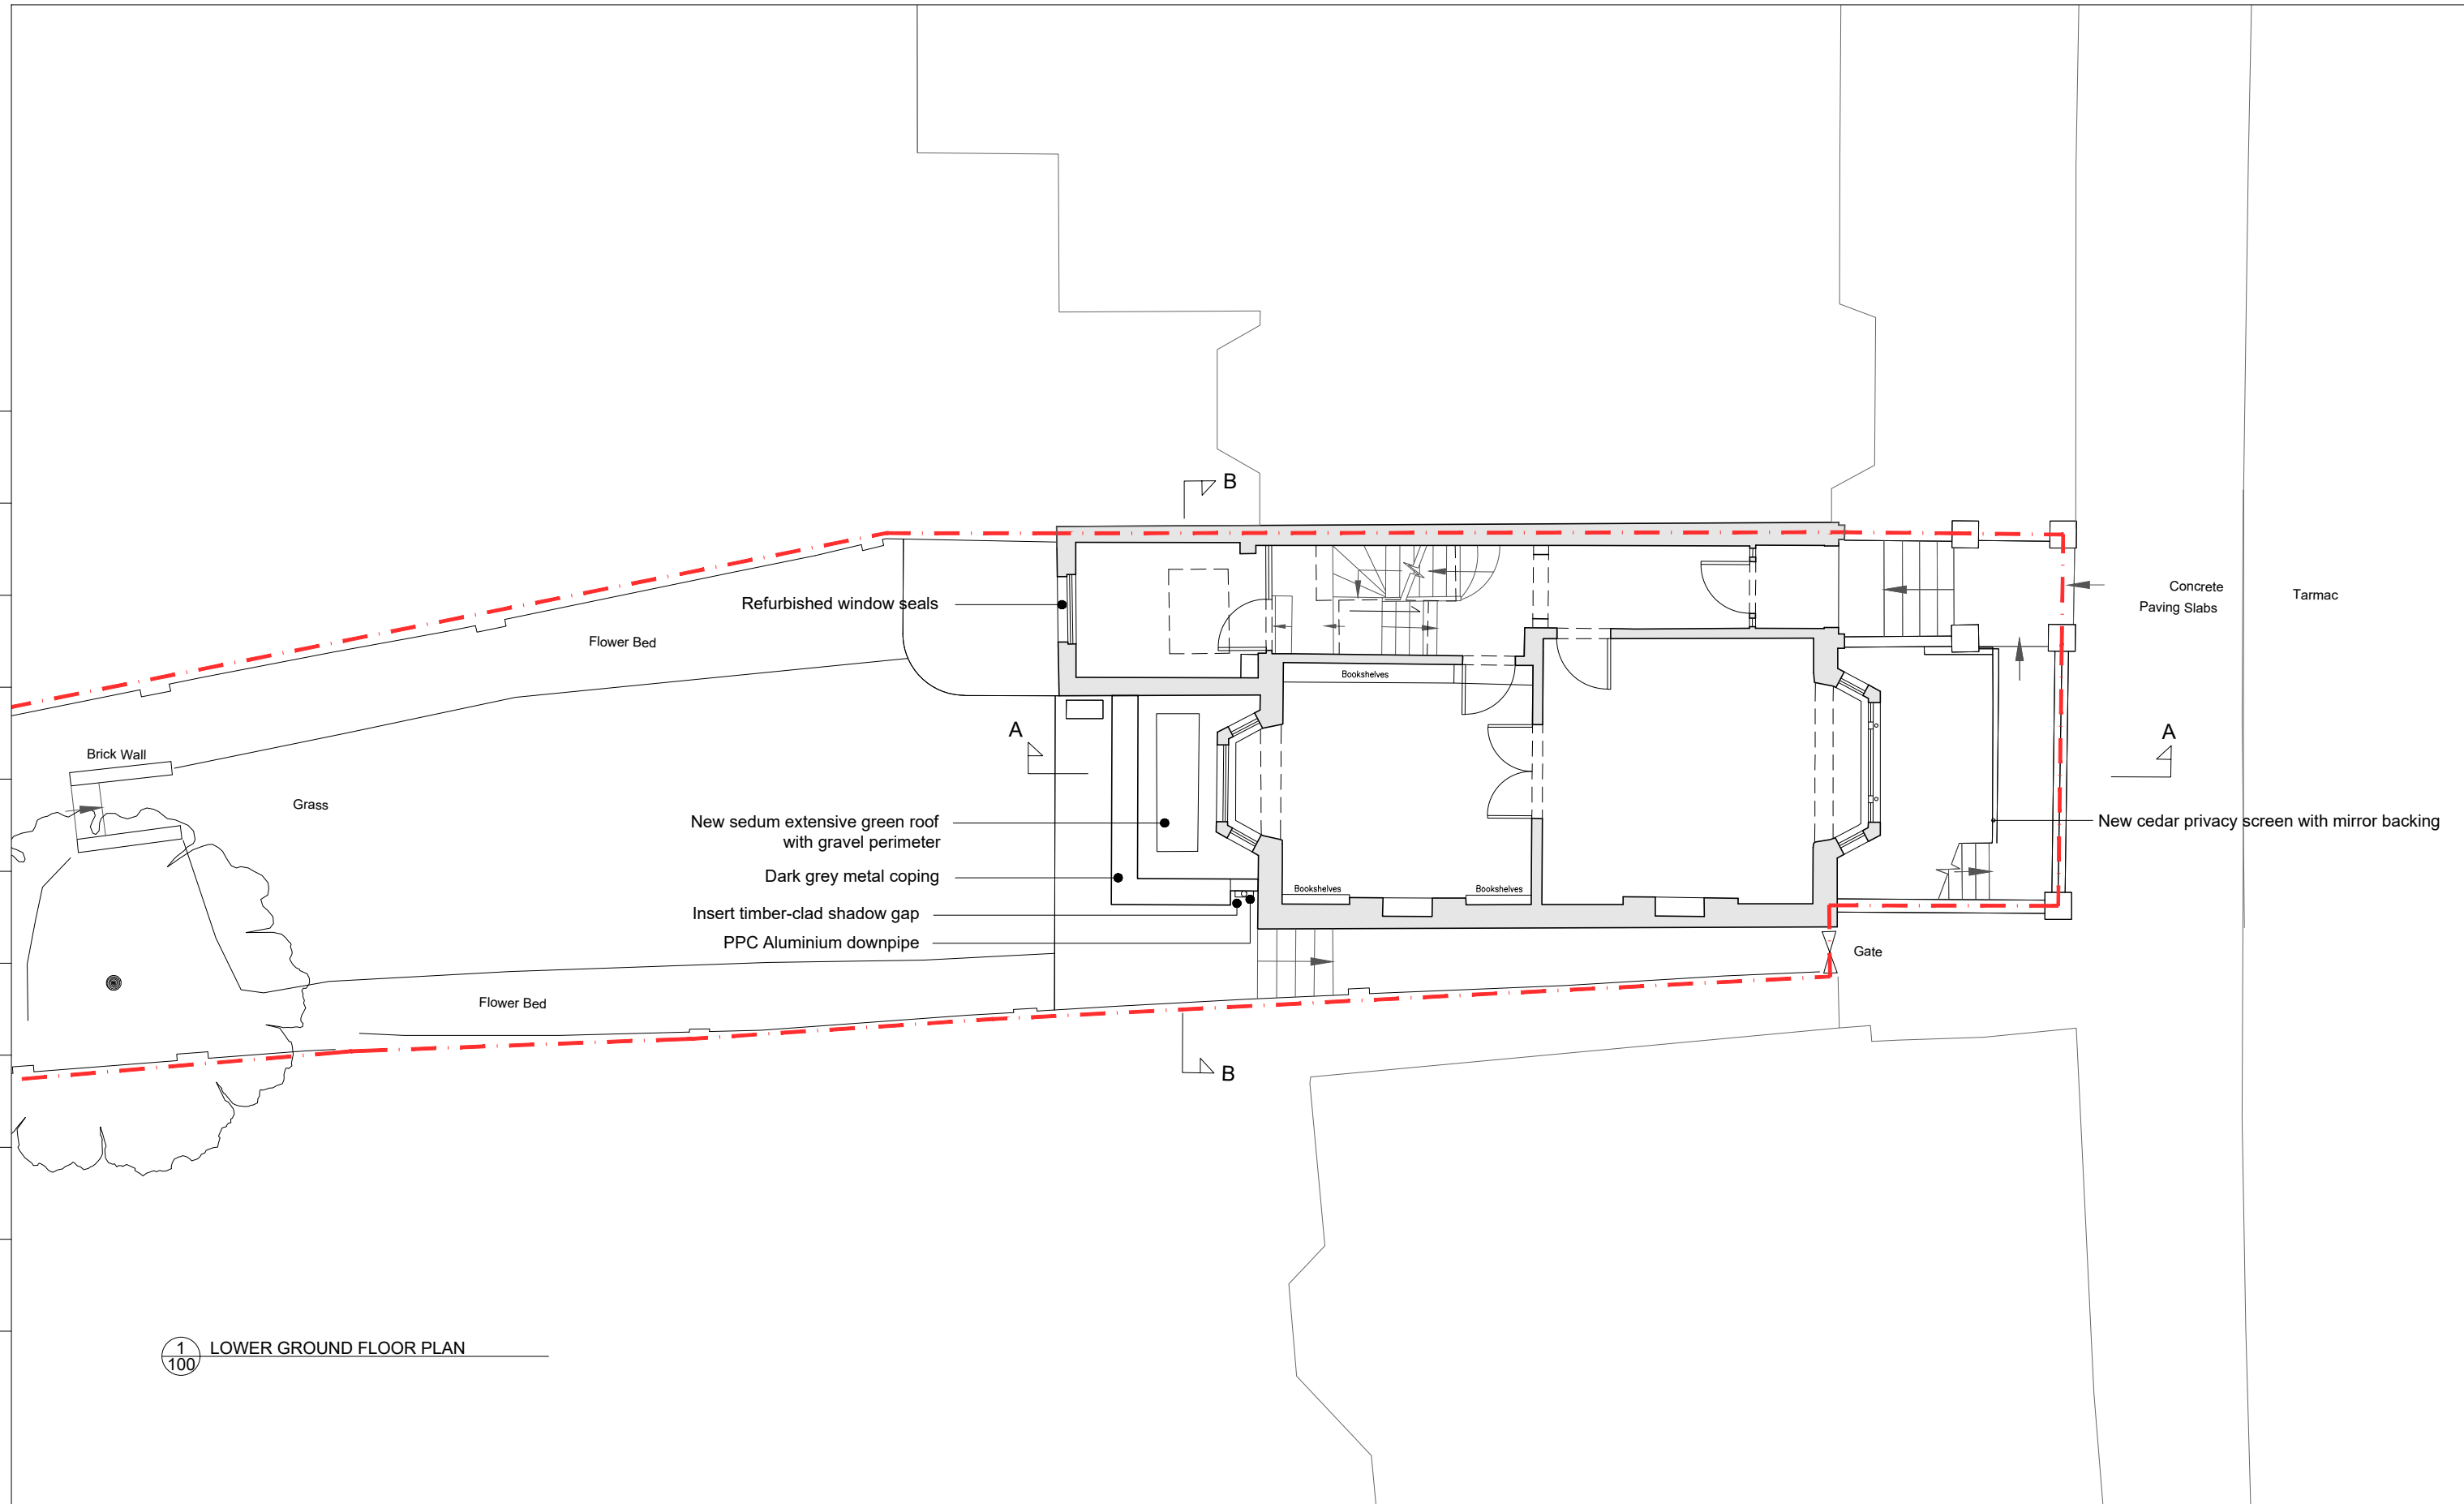 B
Concrete
Paving Slabs
Tarmac
Refurbished window seals
Flower Bed
Bookshelves
A
A
Brick Wall
Grass
New sedum extensive green roof
with gravel perimeter
New cedar privacy screen with mirror backing
Dark grey metal coping
Bookshelves
Bookshelves
Insert timber-clad shadow gap
PPC Aluminium downpipe
Gate
Flower Bed
B
1
100
LOWER GROUND FLOOR PLAN